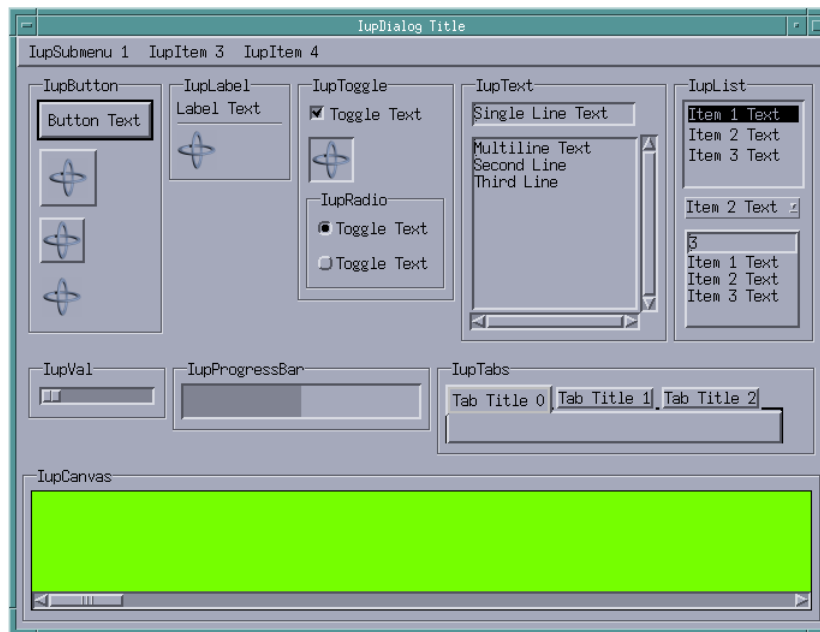 IupDialog Title
IupSubmenu 1 IupItem 3 IupItem 4
IupButton
Button Text
IupLabel
Label Text
IupToggle
Toggle Text
IupRadio
Toggle Text
Toggle Text
IupText
Single Line Text
Multiline Text
Second Line
Third Line
IupList
Item 1 Text
Item 2 Text
Item 3 Text
Item 2 Text
3
Item 1 Text
Item 2 Text
Item 3 Text
IupVal
IupProgressBar
IupTabs
Tab Title 0 Tab Title 1 Tab Title 2
IupCanvas